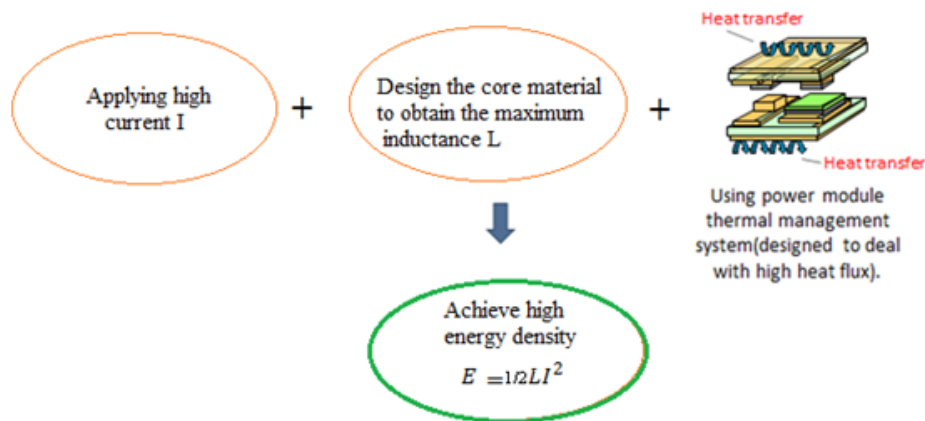 Applying high
current I
+
Design the core material
to obtain the maximum
inductance L
+
Heat transfer
Heat transfer
Using power module
thermal management
system(designed to deal
with high heat flux).
Achieve high
energy density
E =1/2LI²